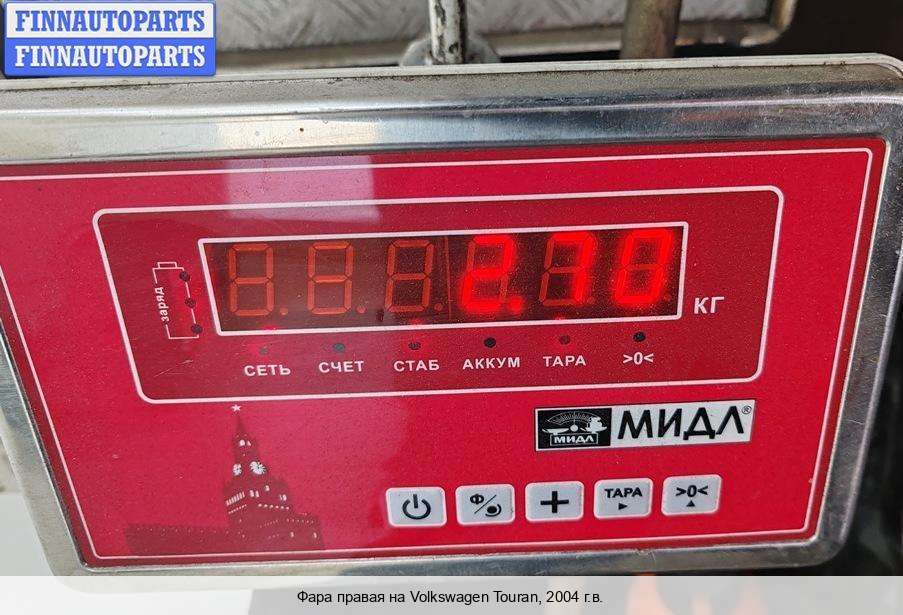 FINNAUTOPARTS
FINNAUTOPARTS
2.70
КГ
заряд
СЕТЬ СЧЕТ СТАБ АККУМ ТАРА >0<
МИДЛ МИДЛ®
Ф + ТАРА >0<
Фара правая на Volkswagen Touran, 2004 г.в.